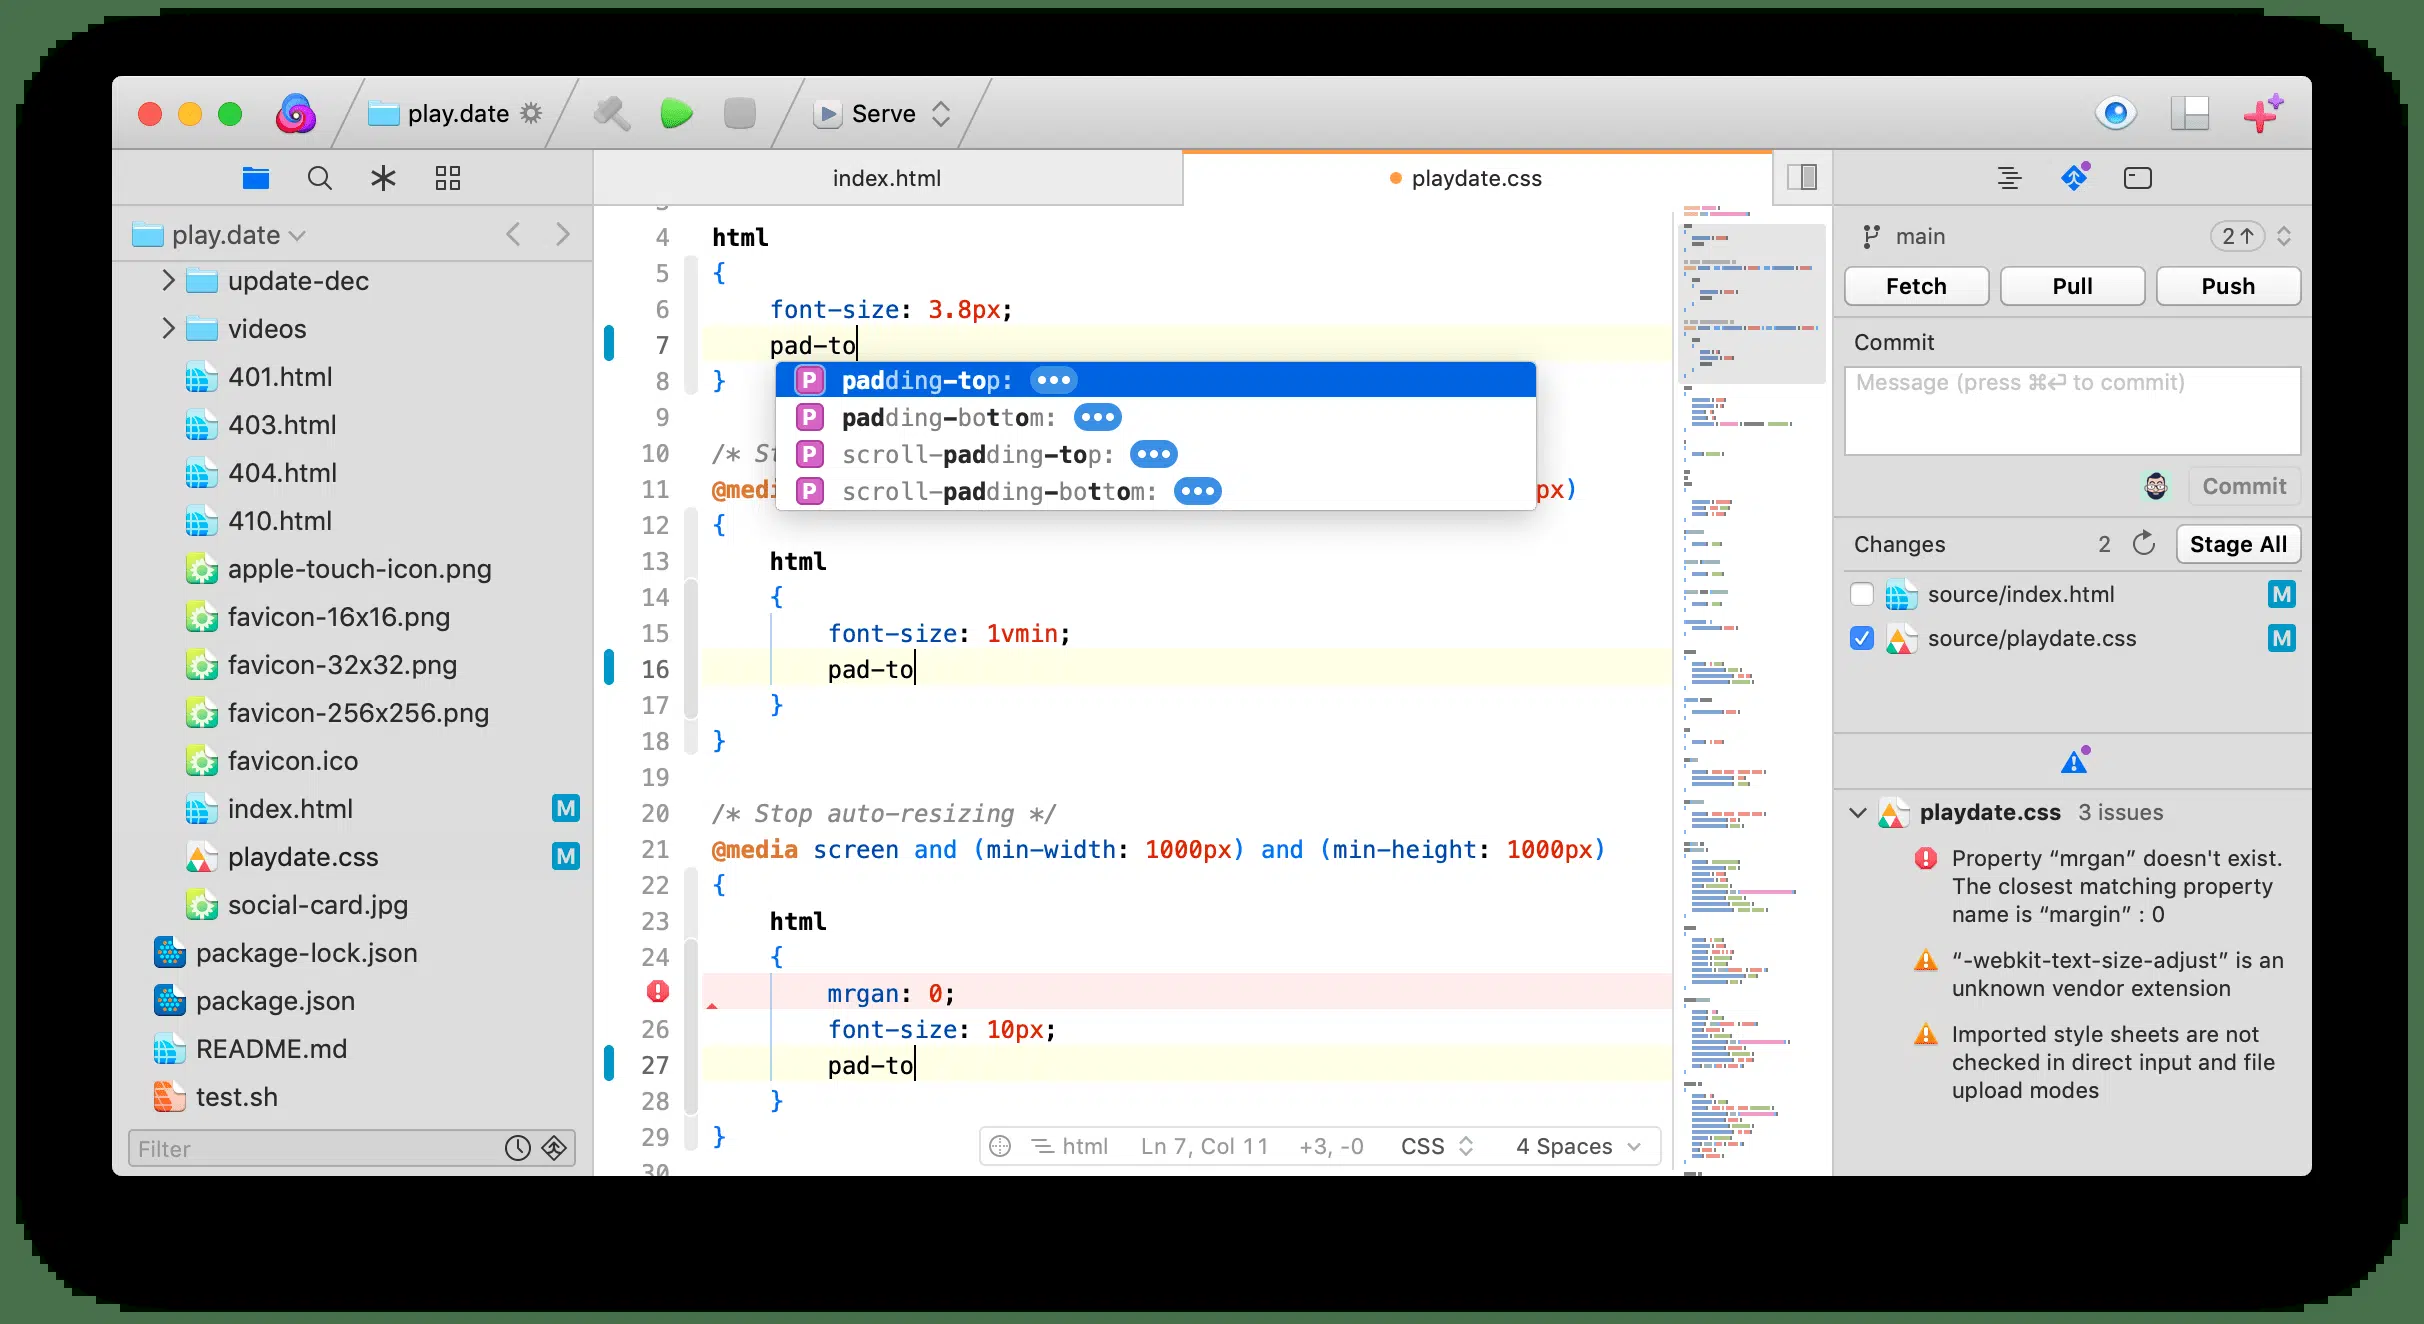 play.date
Serve
index.html
playdate.css
play.date
update-dec
videos
401.html
403.html
404.html
410.html
apple-touch-icon.png
favicon-16x16.png
favicon-32x32.png
favicon-256x256.png
favicon.ico
index.html M
playdate.css M
social-card.jpg
package-lock.json
package.json
README.md
test.sh
Filter
4 html
5 {
6 font-size: 3.8px;
7 pad-to
8 }
P padding-top: •••
P padding-bottom: •••
P scroll-padding-top: •••
P scroll-padding-bottom: •••
9
10 /* St
11 @medi px)
12 {
13 html
14 {
15 font-size: 1vmin;
16 pad-to
17 }
18 }
19
20 /* Stop auto-resizing */
21 @media screen and (min-width: 1000px) and (min-height: 1000px)
22 {
23 html
24 {
mrgan: 0;
26 font-size: 10px;
27 pad-to
28 }
29 }
30
html Ln 7, Col 11 +3, -0 CSS 4 Spaces
main 2↑
Fetch Pull Push
Commit
Message (press ⌘↩ to commit)
Commit
Changes 2 Stage All
source/index.html M
source/playdate.css M
playdate.css 3 issues
Property “mrgan” doesn't exist.
The closest matching property
name is “margin” : 0
“-webkit-text-size-adjust” is an
unknown vendor extension
Imported style sheets are not
checked in direct input and file
upload modes